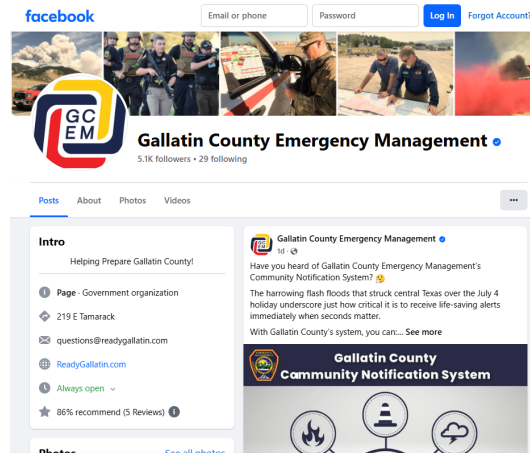 facebook
Email or phone
Password
Log In
Forgot Account?
GC
EM
Gallatin County Emergency Management
5.1K followers • 29 following
Posts
About
Photos
Videos
Intro
Helping Prepare Gallatin County!
Page · Government organization
219 E Tamarack
questions@readygallatin.com
ReadyGallatin.com
Always open
86% recommend (5 Reviews)
Photos
See all photos
Gallatin County Emergency Management
1d ·
Have you heard of Gallatin County Emergency Management's
Community Notification System?
The harrowing flash floods that struck central Texas over the July 4
holiday underscore just how critical it is to receive life-saving alerts
immediately when seconds matter.
With Gallatin County's system, you can:... See more
Gallatin County
Community Notification System